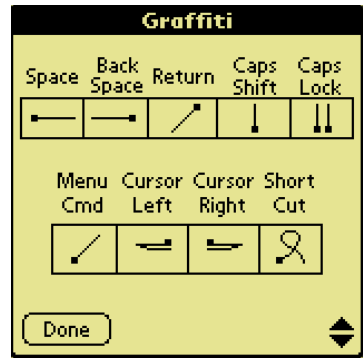 Graffiti
Space Back Space Return Caps Shift Caps Lock
Menu Cmd Cursor Left Cursor Right Short Cut
Done